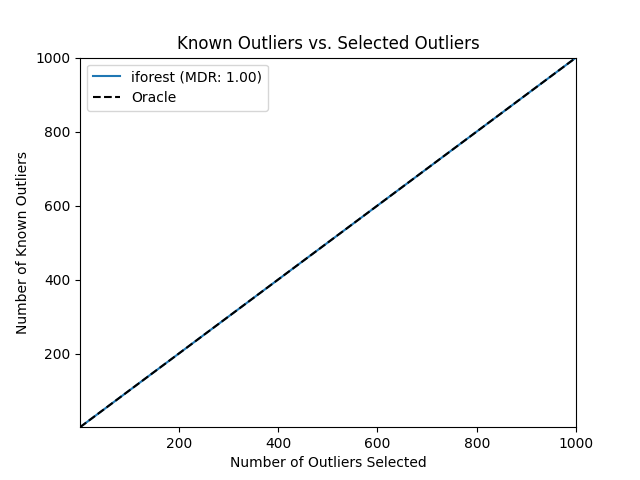 Known Outliers vs. Selected Outliers
iforest (MDR: 1.00)
Oracle
1000
800
600
400
200
Number of Known Outliers
200 400 600 800 1000
Number of Outliers Selected